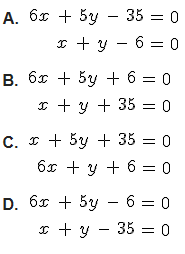 A. 6x + 5y − 35 = 0
x + y − 6 = 0
B. 6x + 5y + 6 = 0
x + y + 35 = 0
C. x + 5y + 35 = 0
6x + y + 6 = 0
D. 6x + 5y − 6 = 0
x + y − 35 = 0